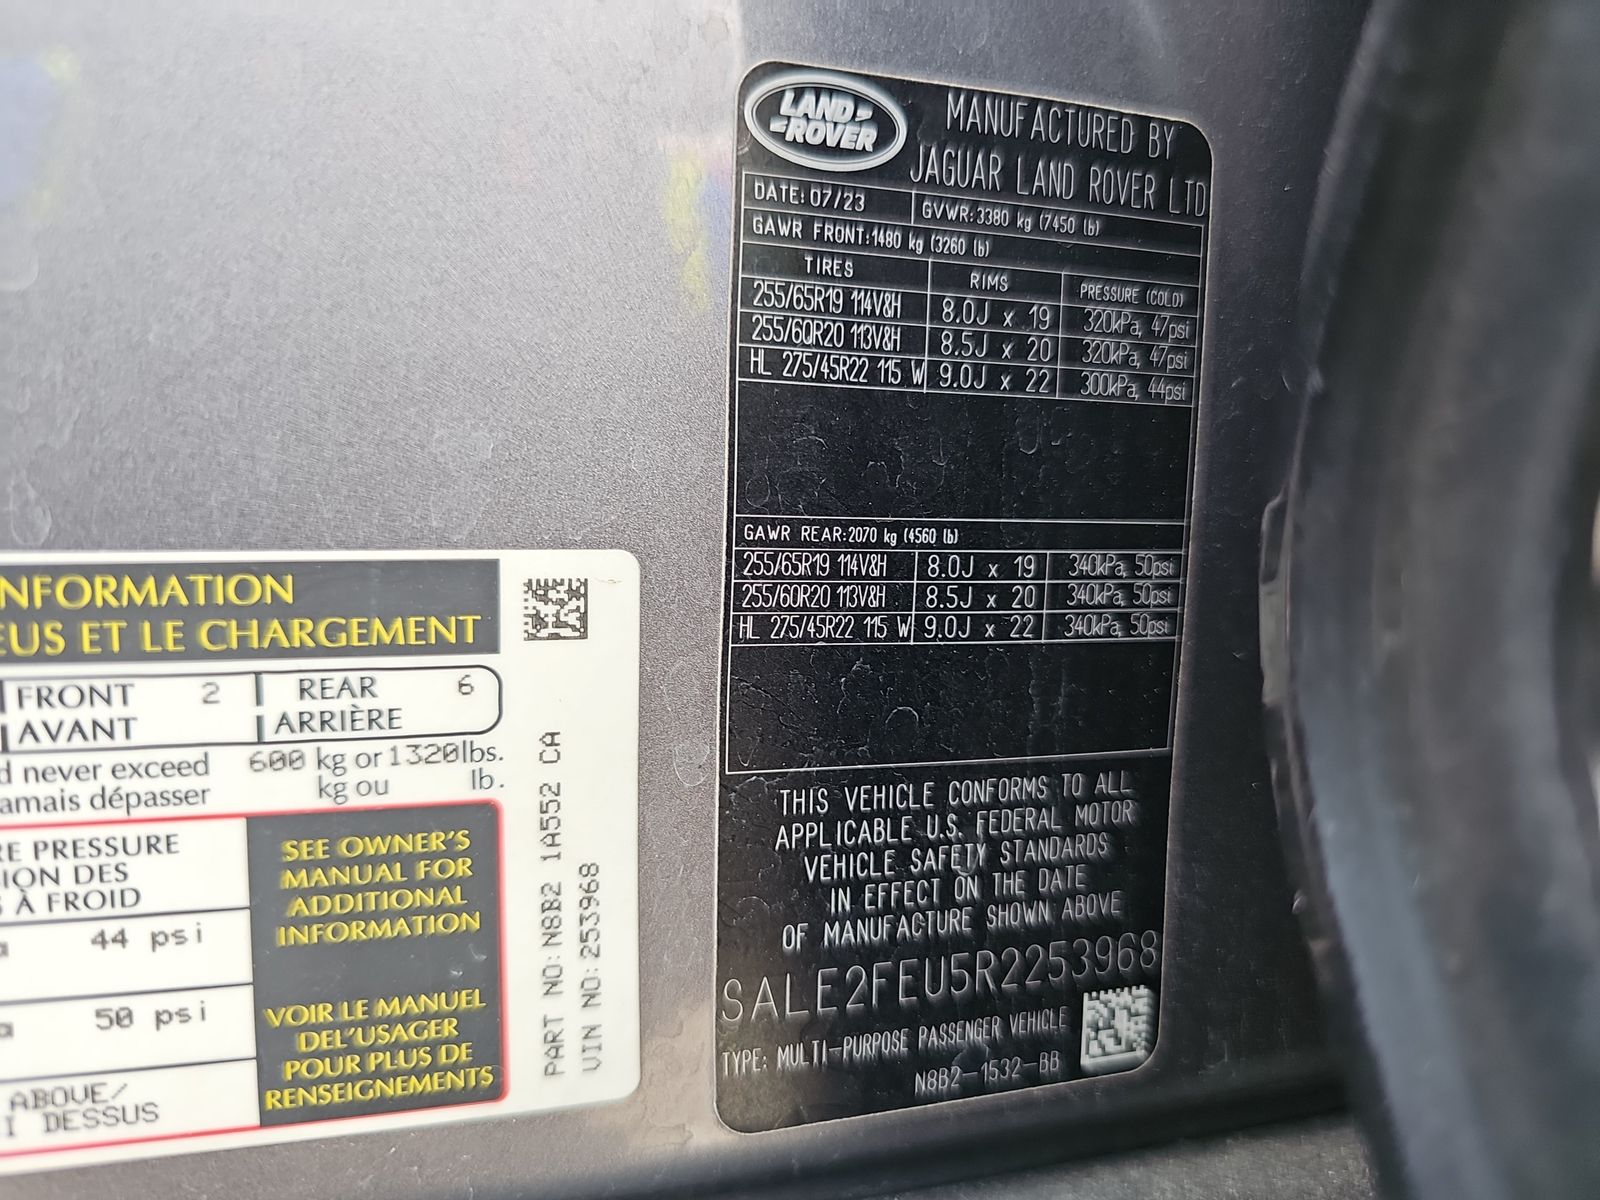 LAND ROVER
MANUFACTURED BY
JAGUAR LAND ROVER LTD
DATE: 07/23 GVWR: 3380 kg (7450 lb)
GAWR FRONT: 1480 kg (3260 lb)
TIRES RIMS PRESSURE (COLD)
255/65R19 114V&H 8.0J x 19 320kPa, 47psi
255/60R20 113V&H 8.5J x 20 320kPa, 47psi
HL 275/45R22 115 W 9.0J x 22 300kPa, 44psi
GAWR REAR: 2070 kg (4560 lb)
255/65R19 114V&H 8.0J x 19 340kPa, 50psi
255/60R20 113V&H 8.5J x 20 340kPa, 50psi
HL 275/45R22 115 W 9.0J x 22 340kPa, 50psi
THIS VEHICLE CONFORMS TO ALL
APPLICABLE U.S. FEDERAL MOTOR
VEHICLE SAFETY STANDARDS
IN EFFECT ON THE DATE
OF MANUFACTURE SHOWN ABOVE
SALE2FEU5R2253968
TYPE: MULTI-PURPOSE PASSENGER VEHICLE
N8B2-1532-BB
NFORMATION
EUS ET LE CHARGEMENT
FRONT 2 REAR 6
AVANT ARRIÈRE
d never exceed 600 kg or 1320lbs.
amais dépasser kg ou lb.
RE PRESSURE
ION DES
S À FROID
44 psi
50 psi
ABOVE/
I DESSUS
SEE OWNER'S
MANUAL FOR
ADDITIONAL
INFORMATION
VOIR LE MANUEL
DE L'USAGER
POUR PLUS DE
RENSEIGNEMENTS
PART NO: N8B2 1A552 CA
VIN NO: 253968